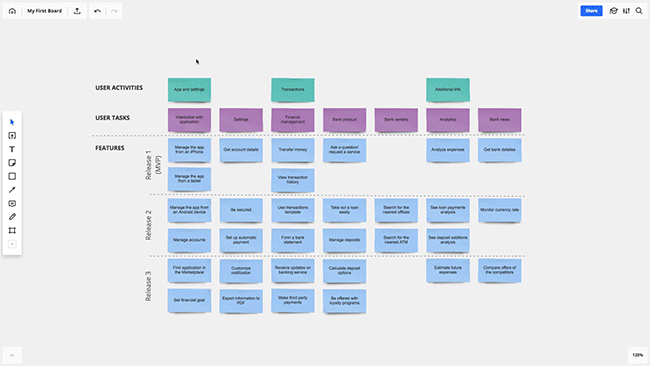 My First Board
Share
USER ACTIVITIES
App and settings
Transactions
Additional info
USER TASKS
Interaction with
application
Settings
Finance
management
Bank product
Bank centers
Analytics
Bank news
FEATURES
Release 1
(MVP)
Manage the app
from an iPhone
Get account details
Transfer money
Ask a question/
request a service
Analyze expenses
Get bank detailes
Manage the app
from a tablet
View transaction
history
Release 2
Manage the app from
an Android device
Be secured
Use transactions
template
Take out a loan
easily
Search for the
nearest offices
See loan payments
analysis
Monitor currency rate
Manage accounts
Set up automatic
payment
Form a bank
statement
Manage deposits
Search for the
nearest ATM
See deposit additions
analysis
Release 3
Find application in
the Marketplace
Customize
notification
Receive updates on
banking service
Calculate deposit
options
Estimate future
expenses
Compare offers of
the competitors
Set financial goal
Export information to
PDF
Make third party
payments
Be offered with
loyalty programs
129%